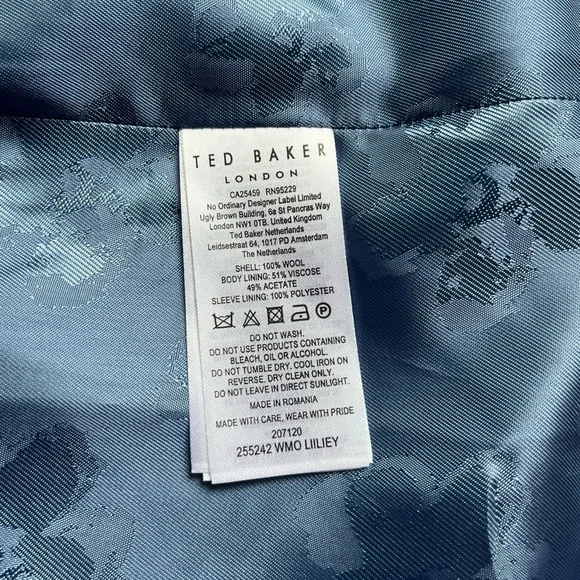 TED BAKER
LONDON
CA25459 RN95229
No Ordinary Designer Label Limited
Ugly Brown Building, 6a St Pancras Way
London NW1 0TB, United Kingdom
Ted Baker Netherlands
Leidsestraat 64, 1017 PD Amsterdam
The Netherlands
SHELL: 100% WOOL
BODY LINING: 51% VISCOSE
49% ACETATE
SLEEVE LINING: 100% POLYESTER
P
DO NOT WASH.
DO NOT USE PRODUCTS CONTAINING
BLEACH, OIL OR ALCOHOL.
DO NOT TUMBLE DRY. COOL IRON ON
REVERSE. DRY CLEAN ONLY.
DO NOT LEAVE IN DIRECT SUNLIGHT.
MADE IN ROMANIA
MADE WITH CARE, WEAR WITH PRIDE
207120
255242 WMO LIILIEY